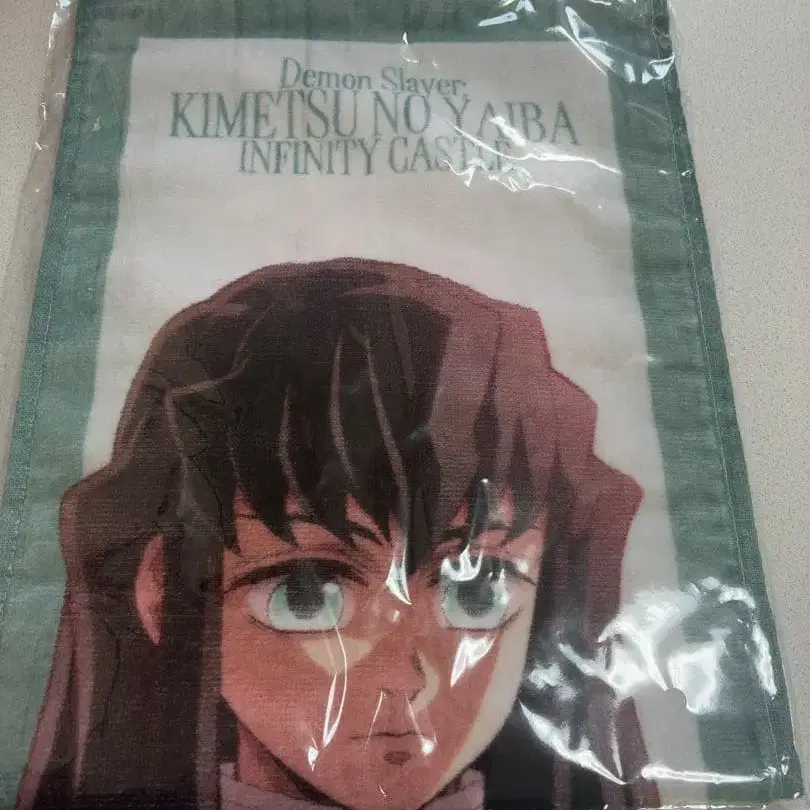 Demon Slayer:
KIMETSU NO YAIBA
INFINITY CASTLE